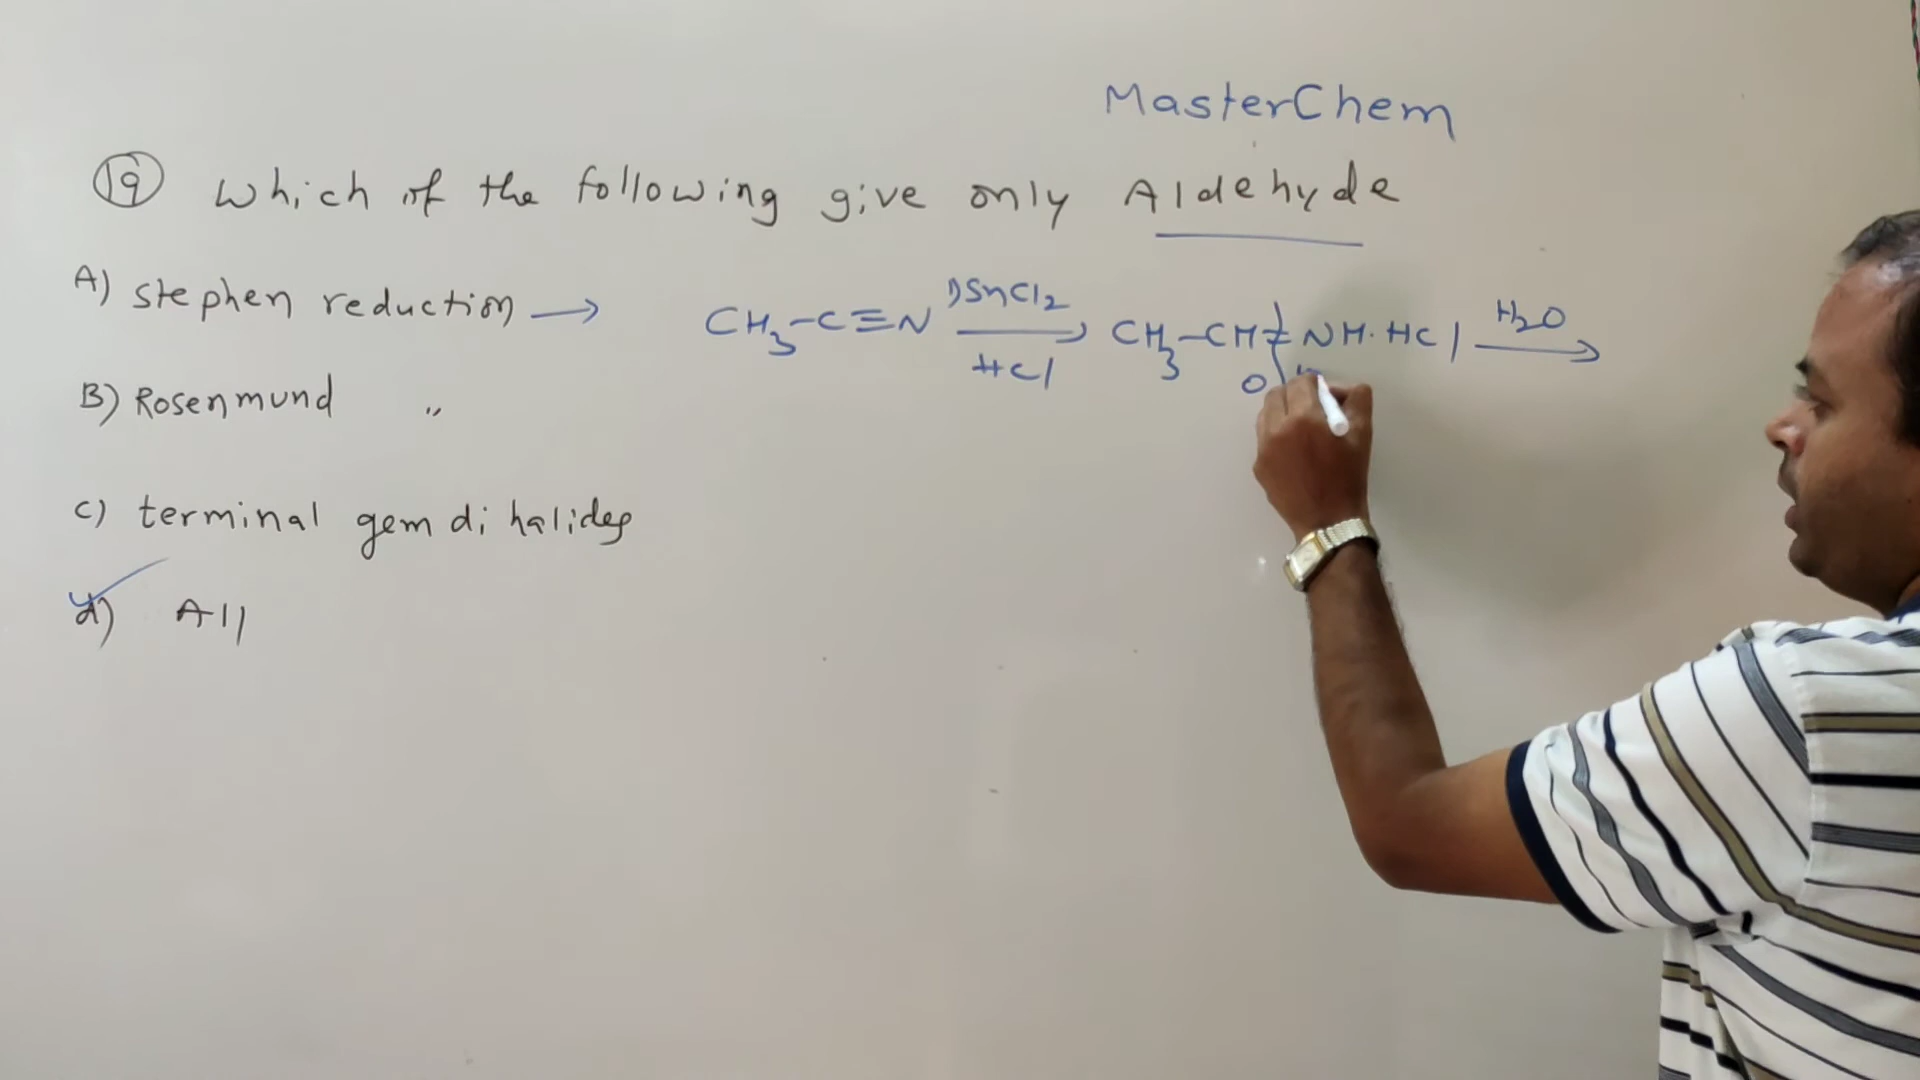 MasterChem
19 Which of the following give only Aldehyde
A) stephen reduction → CH3-C≡N 1) SnCl2 HCl → CH3-CH=NH·HCl H2O →
O
B) Rosenmund "
C) terminal gem di halides
d) All